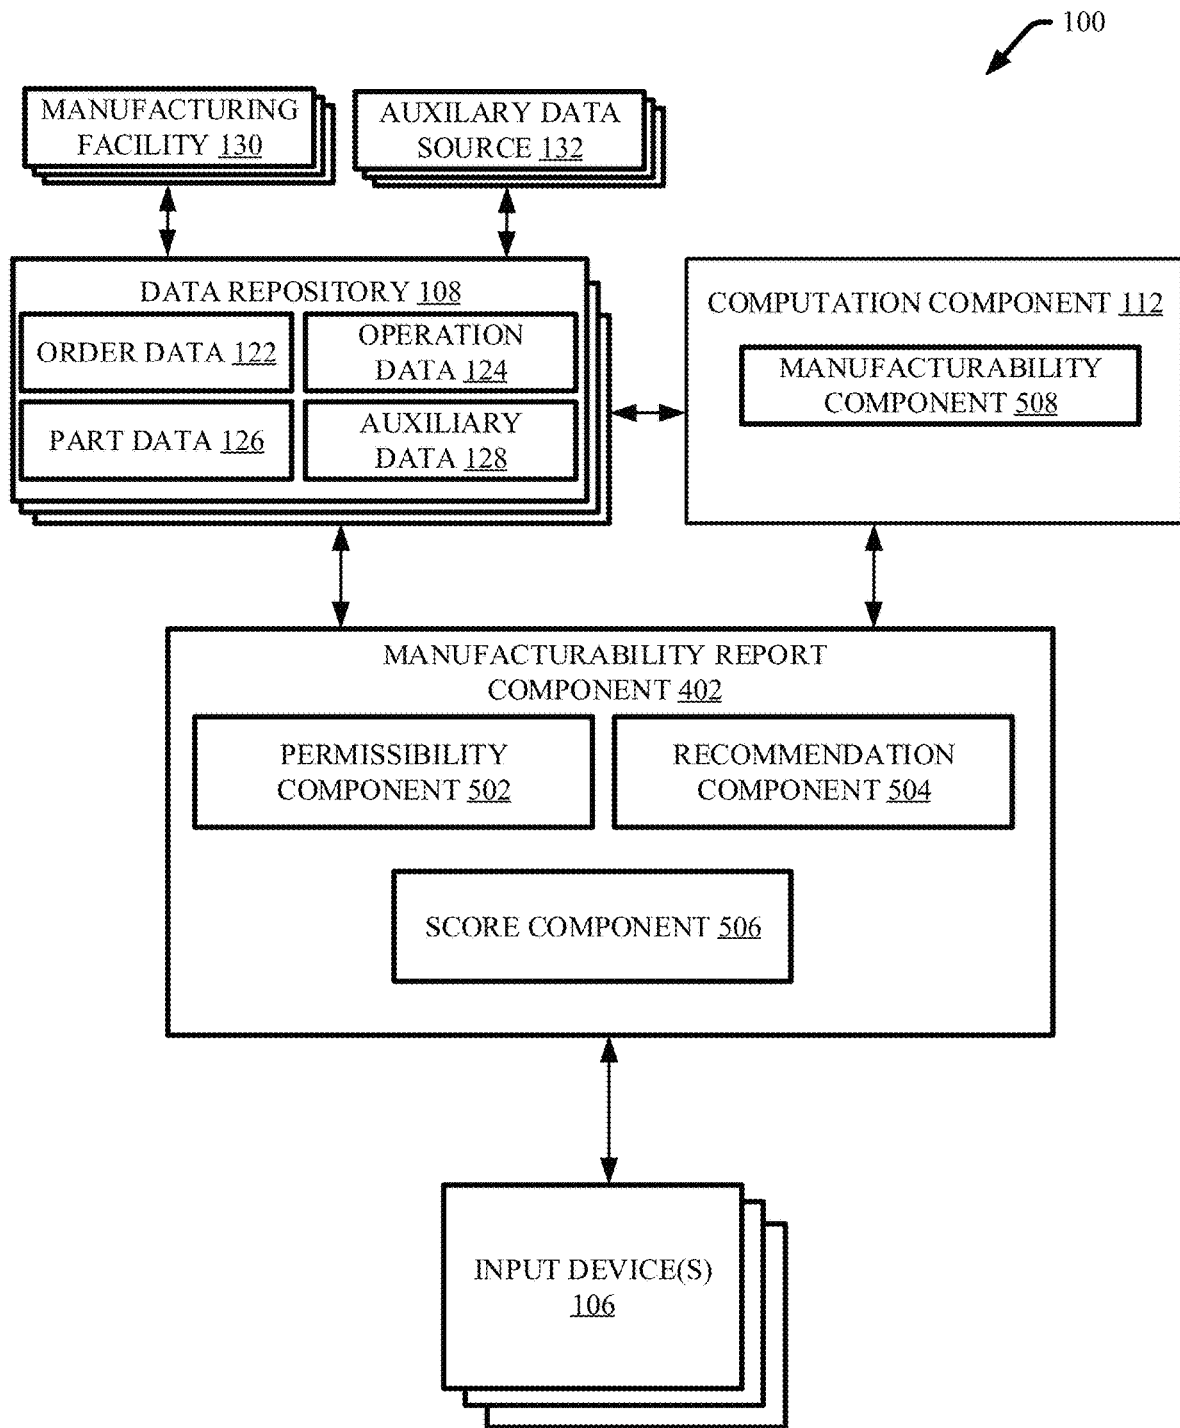 100
MANUFACTURING
FACILITY 130
AUXILARY DATA
SOURCE 132
DATA REPOSITORY 108
ORDER DATA 122
OPERATION
DATA 124
PART DATA 126
AUXILIARY
DATA 128
COMPUTATION COMPONENT 112
MANUFACTURABILITY
COMPONENT 508
MANUFACTURABILITY REPORT
COMPONENT 402
PERMISSIBILITY
COMPONENT 502
RECOMMENDATION
COMPONENT 504
SCORE COMPONENT 506
INPUT DEVICE(S)
106